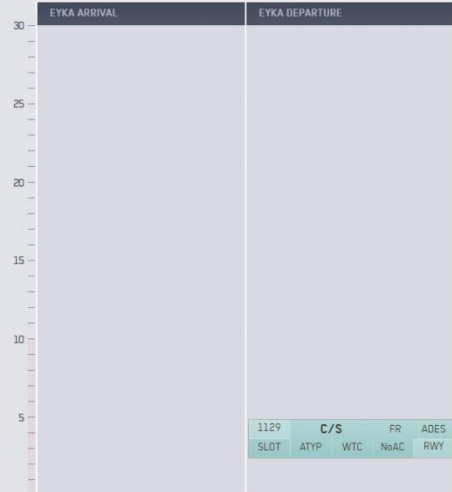 EYKA ARRIVAL
EYKA DEPARTURE
30
25
20
15
10
5
1129 C/S FR ADES
SLOT ATYP WTC NoAC RWY